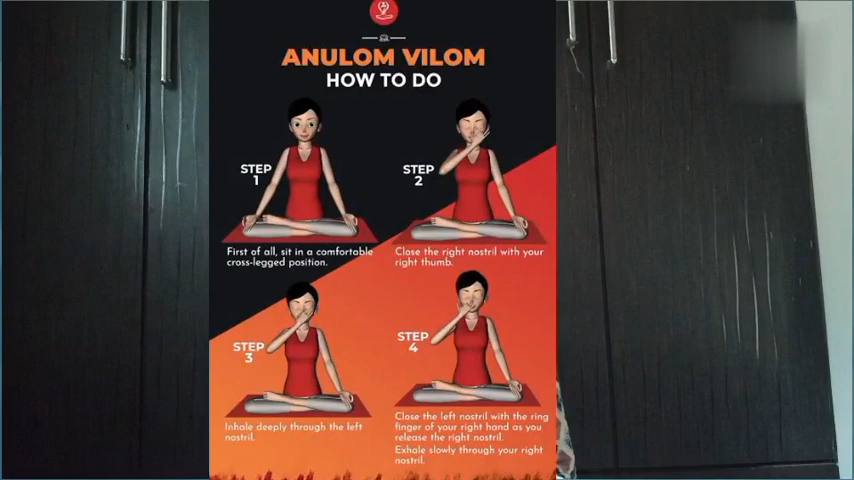 ANULOM VILOM
HOW TO DO
STEP
1
First of all, sit in a comfortable
cross-legged position.
STEP
2
Close the right nostril with your
right thumb.
STEP
3
Inhale deeply through the left
nostril.
STEP
4
Close the left nostril with the ring
finger of your right hand as you
release the right nostril.
Exhale slowly through your right
nostril.